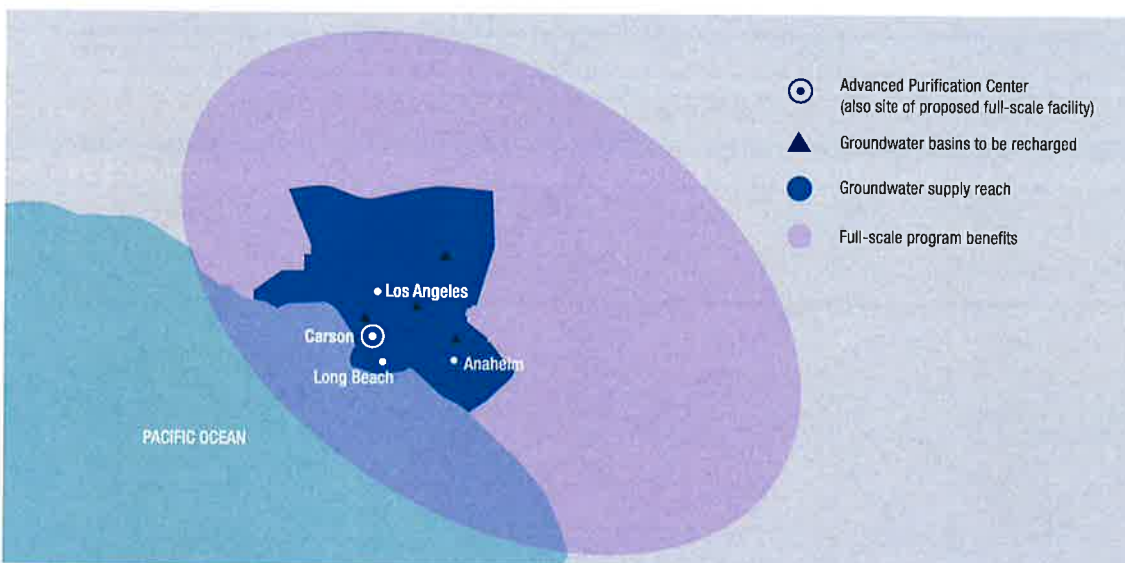 Advanced Purification Center
(also site of proposed full-scale facility)
Groundwater basins to be recharged
Groundwater supply reach
Full-scale program benefits
Los Angeles
Carson
Long Beach
Anaheim
PACIFIC OCEAN